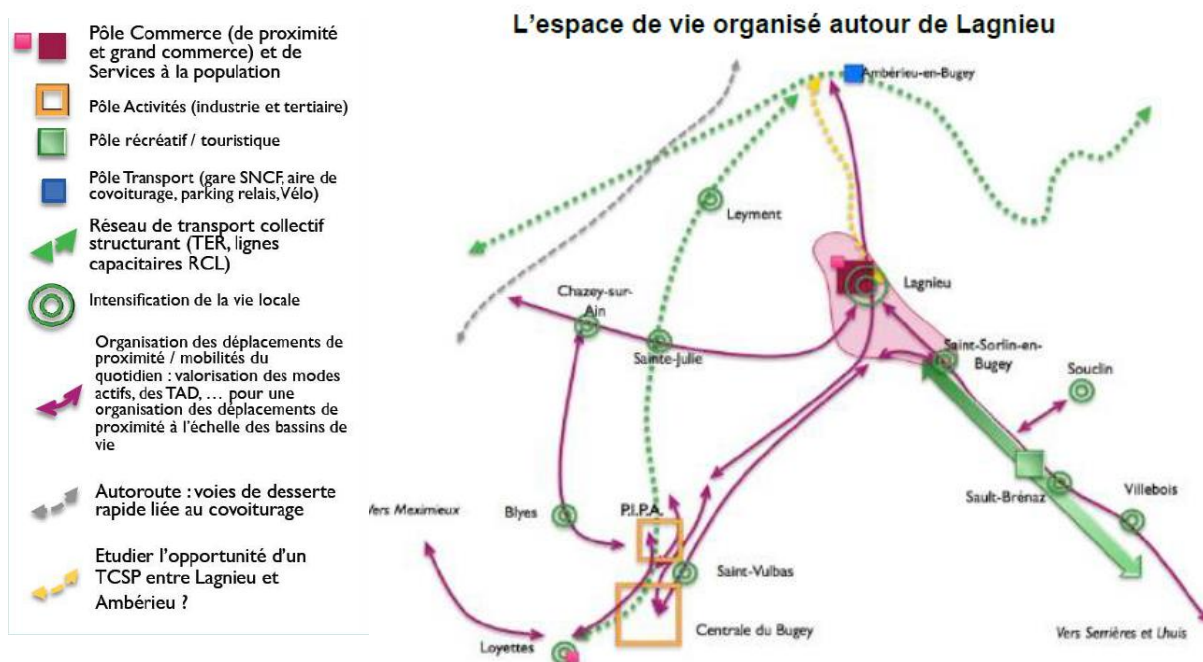 L'espace de vie organisé autour de Lagnieu
Pôle Commerce (de proximité
et grand commerce) et de
Services à la population
Pôle Activités (industrie et tertiaire)
Pôle récréatif / touristique
Pôle Transport (gare SNCF, aire de
covoiturage, parking relais, Vélo)
Réseau de transport collectif
structurant (TER, lignes
capacitaires RCL)
Intensification de la vie locale
Organisation des déplacements de
proximité / mobilités du
quotidien : valorisation des modes
actifs, des TAD, ... pour une
organisation des déplacements de
proximité à l'échelle des bassins de
vie
Autoroute : voies de desserte
rapide liée au covoiturage
Etudier l'opportunité d'un
TCSP entre Lagnieu et
Ambérieu ?
Ambérieu-en-Bugey
Leyment
Lagnieu
Chazey-sur-
Ain
Sainte-Julie
Saint-Sorlin-en-
Bugey
Souclin
Sault-Brénaz
Villebois
Vers Meximieux
Blyes
P.I.P.A.
Saint-Vulbas
Centrale du Bugey
Loyettes
Vers Serrières et Lhuis